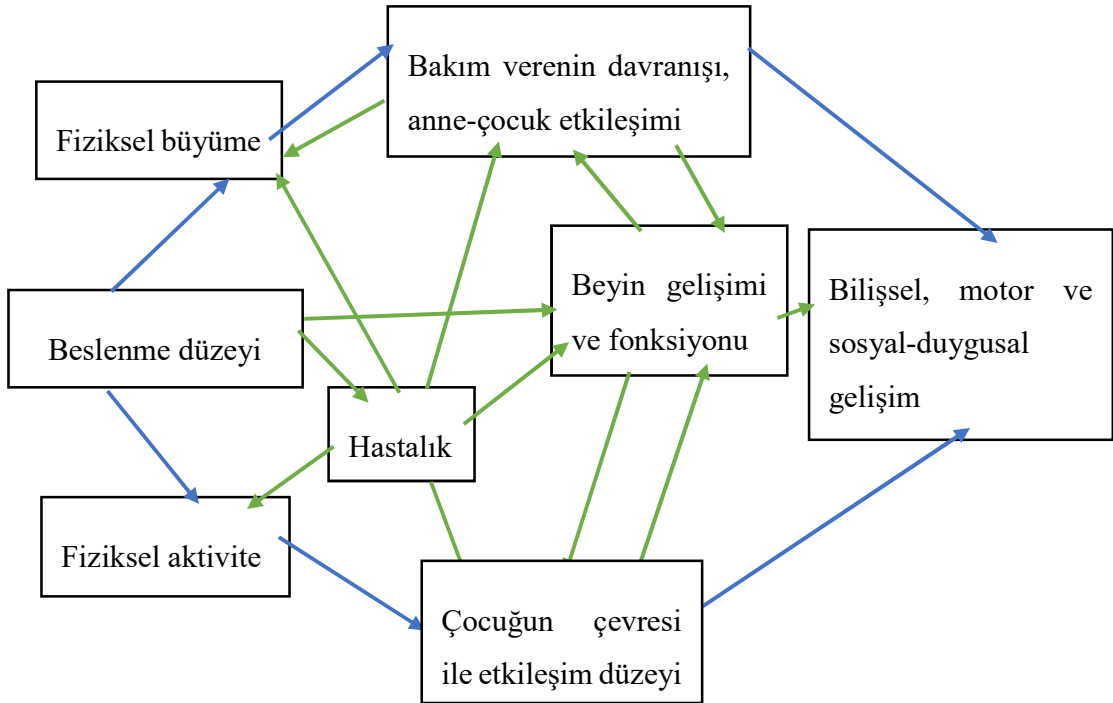 Bakım verenin davranışı,
anne-çocuk etkileşimi
Fiziksel büyüme
Beyin gelişimi
ve fonksiyonu
Bilişsel, motor ve
sosyal-duygusal
gelişim
Beslenme düzeyi
Hastalık
Fiziksel aktivite
Çocuğun çevresi
ile etkileşim düzeyi